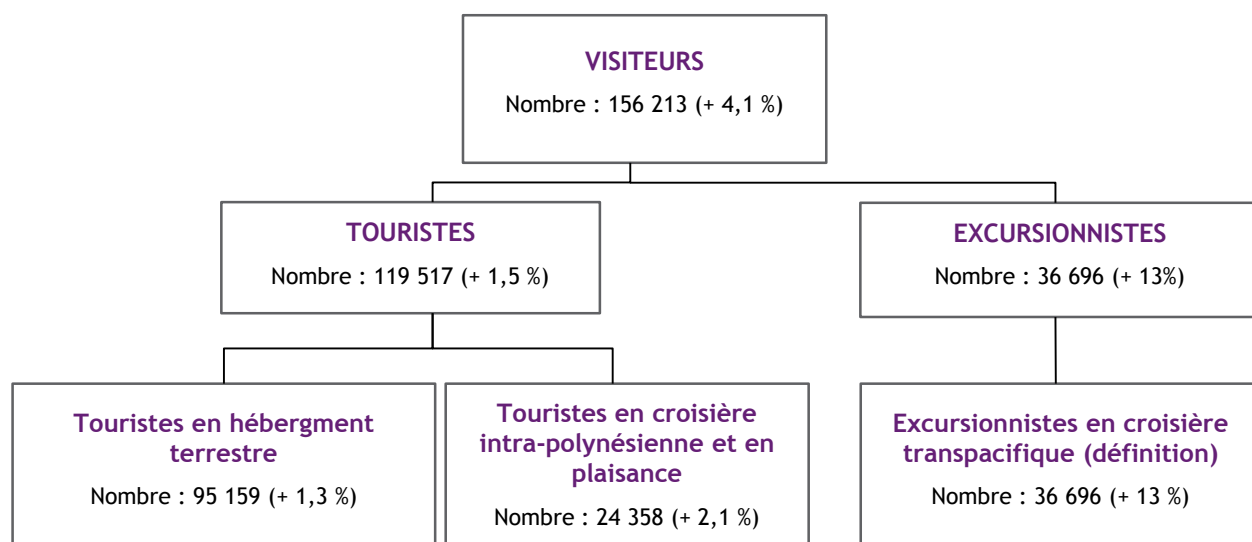 VISITEURS
Nombre : 156 213 (+ 4,1 %)
TOURISTES
Nombre : 119 517 (+ 1,5 %)
EXCURSIONNISTES
Nombre : 36 696 (+ 13%)
Touristes en hébergment
terrestre
Nombre : 95 159 (+ 1,3 %)
Touristes en croisière
intra-polynésienne et en
plaisance
Nombre : 24 358 (+ 2,1 %)
Excursionnistes en croisière
transpacifique (définition)
Nombre : 36 696 (+ 13 %)